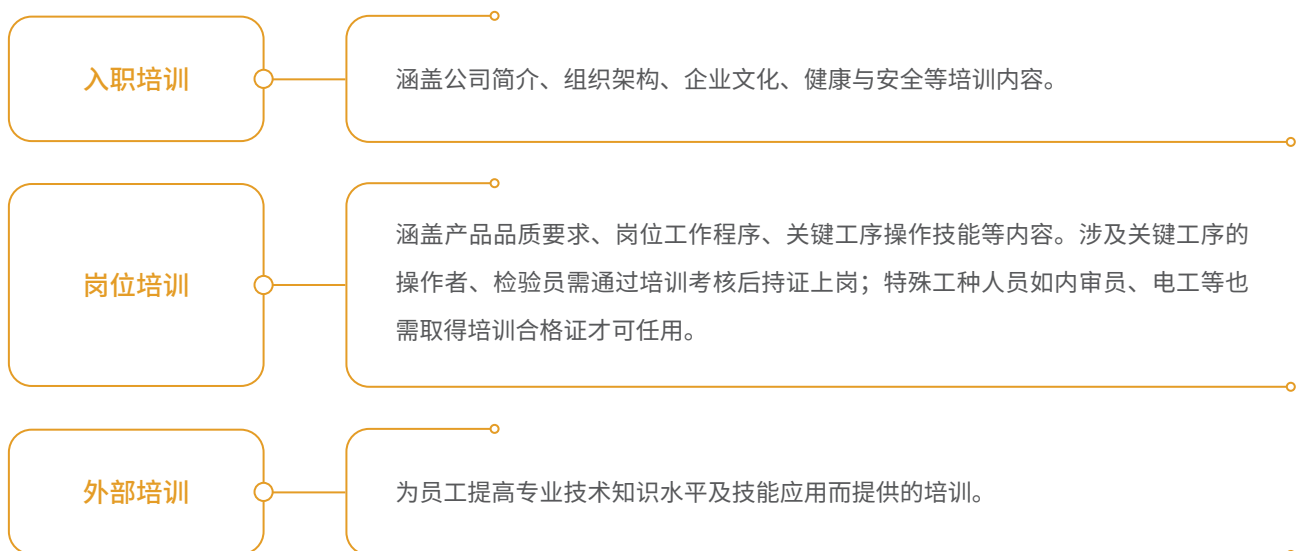 入职培训
涵盖公司简介、组织架构、企业文化、健康与安全等培训内容。
岗位培训
涵盖产品品质要求、岗位工作程序、关键工序操作技能等内容。涉及关键工序的
操作者、检验员需通过培训考核后持证上岗；特殊工种人员如内审员、电工等也
需取得培训合格证才可任用。
外部培训
为员工提高专业技术知识水平及技能应用而提供的培训。